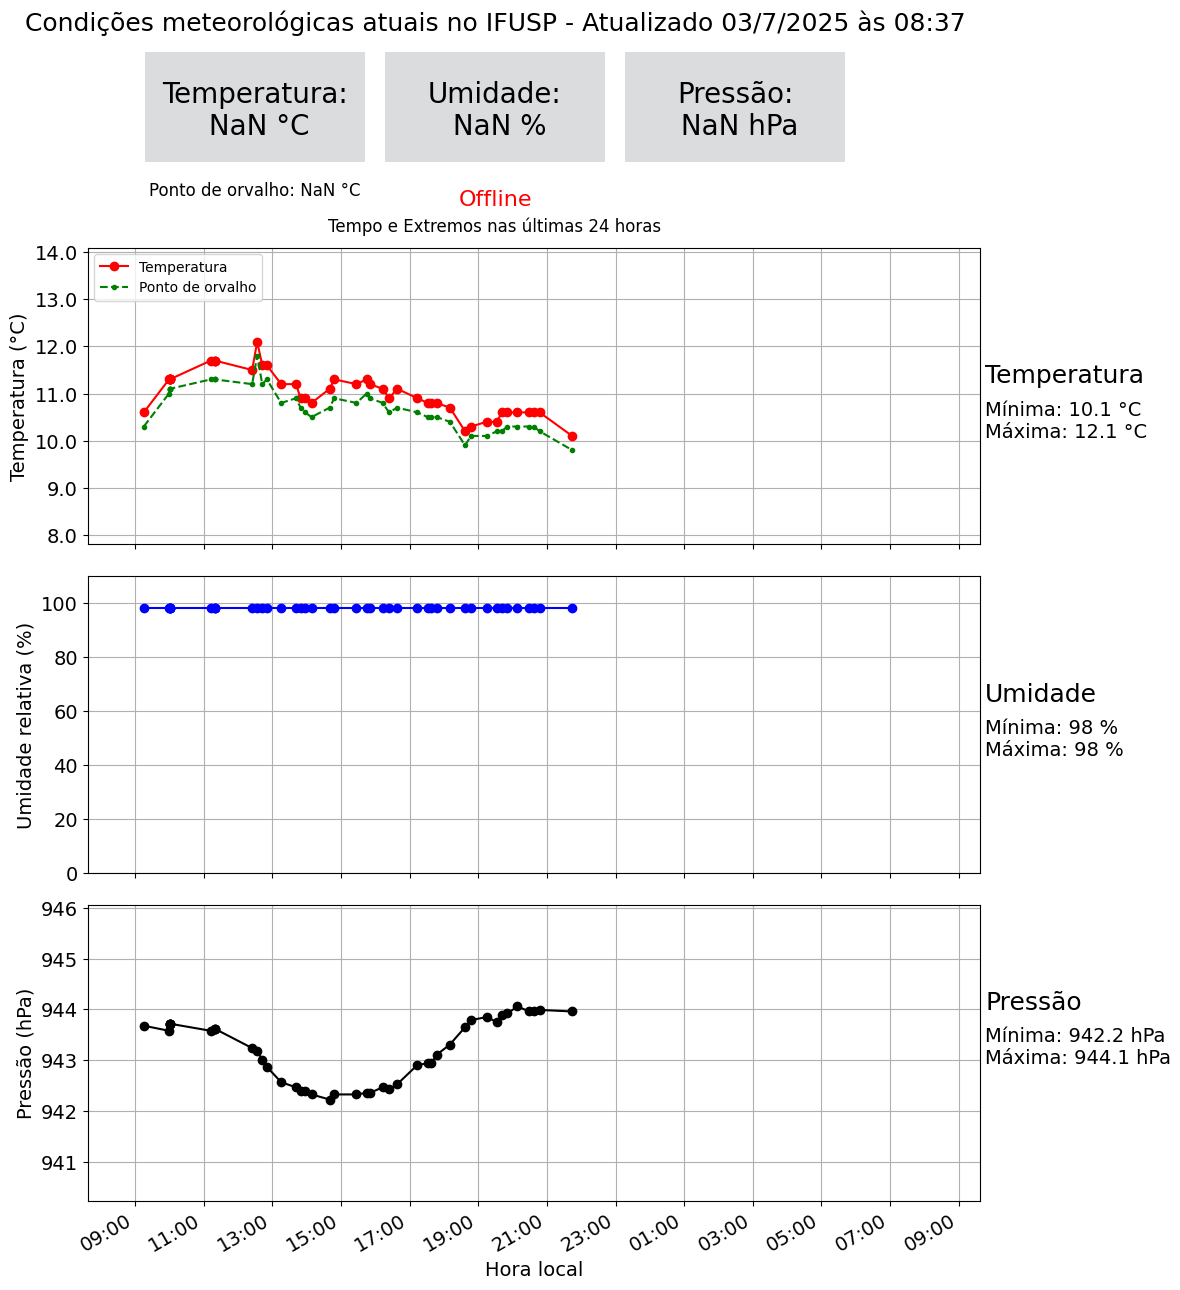 Condições meteorológicas atuais no IFUSP - Atualizado 03/7/2025 às 08:37
Temperatura:
NaN °C
Umidade:
NaN %
Pressão:
NaN hPa
Ponto de orvalho: NaN °C
Offline
Tempo e Extremos nas últimas 24 horas
14.0
13.0
12.0
11.0
10.0
9.0
8.0
Temperatura (°C)
Temperatura
Ponto de orvalho
Temperatura
Mínima: 10.1 °C
Máxima: 12.1 °C
100
80
60
40
20
0
Umidade relativa (%)
Umidade
Mínima: 98 %
Máxima: 98 %
946
945
944
943
942
941
Pressão (hPa)
Pressão
Mínima: 942.2 hPa
Máxima: 944.1 hPa
09:00
11:00
13:00
15:00
17:00
19:00
21:00
23:00
01:00
03:00
05:00
07:00
09:00
Hora local